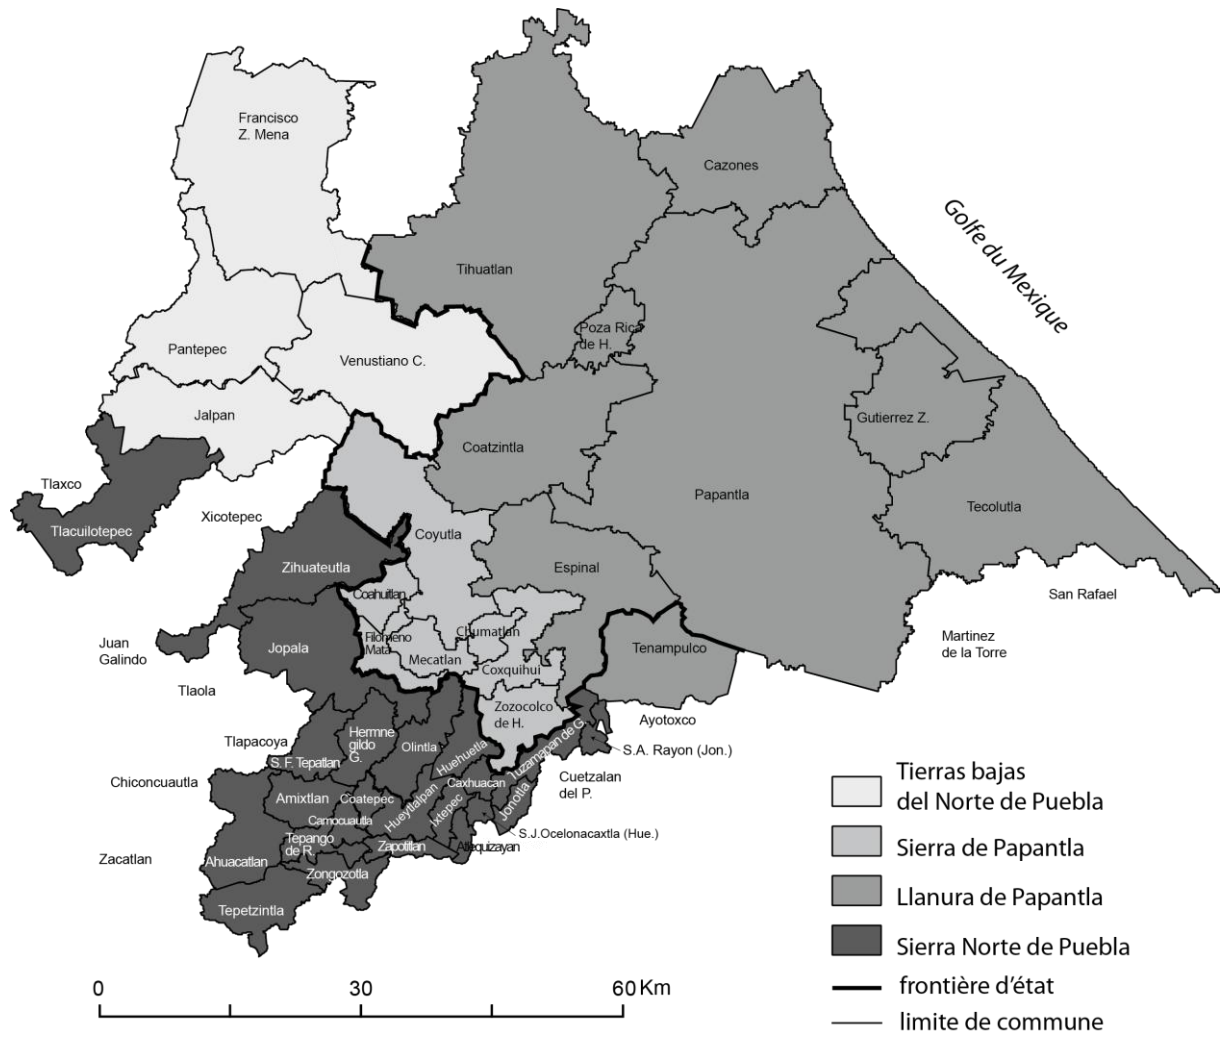 Francisco
Z. Mena
Cazones
Golfe du Mexique
Tihuatlan
Poza Rica
de H.
Pantepec
Venustiano C.
Jalpan
Gutierrez Z.
Coatzintla
Tlaxco
Papantla
Tecolutla
Xicotepec
Tlacuilotepec
Coyutla
Zihuateutla
Espinal
Coahuitlan
San Rafael
Juan
Galindo
Jopala
Filomeno
Mata
Chumatlan
Mecatlan
Tenampulco
Martinez
de la Torre
Coxquihui
Tlaola
Zozocolco
de H.
Ayotoxco
Tlapacoya
Hermne
gildo
G.
Olintla
Huehuetla
Tuzamapan de G.
S.A. Rayon (Jon.)
S. F. Tepatlan
Chiconcuautla
Caxhuacan
Cuetzalan
del P.
Amixtlan
Coatepec
Hueytlalpan
Ixtepec
Jonotla
Camocuautla
S.J.Ocelonacaxtla (Hue.)
Tepango
de R.
Zapotitlan
Atlequizayan
Zacatlan
Ahuacatlan
Zongozotla
Tepetzintla
Tierras bajas
del Norte de Puebla
Sierra de Papantla
Llanura de Papantla
Sierra Norte de Puebla
frontière d'état
limite de commune
0 30 60 Km